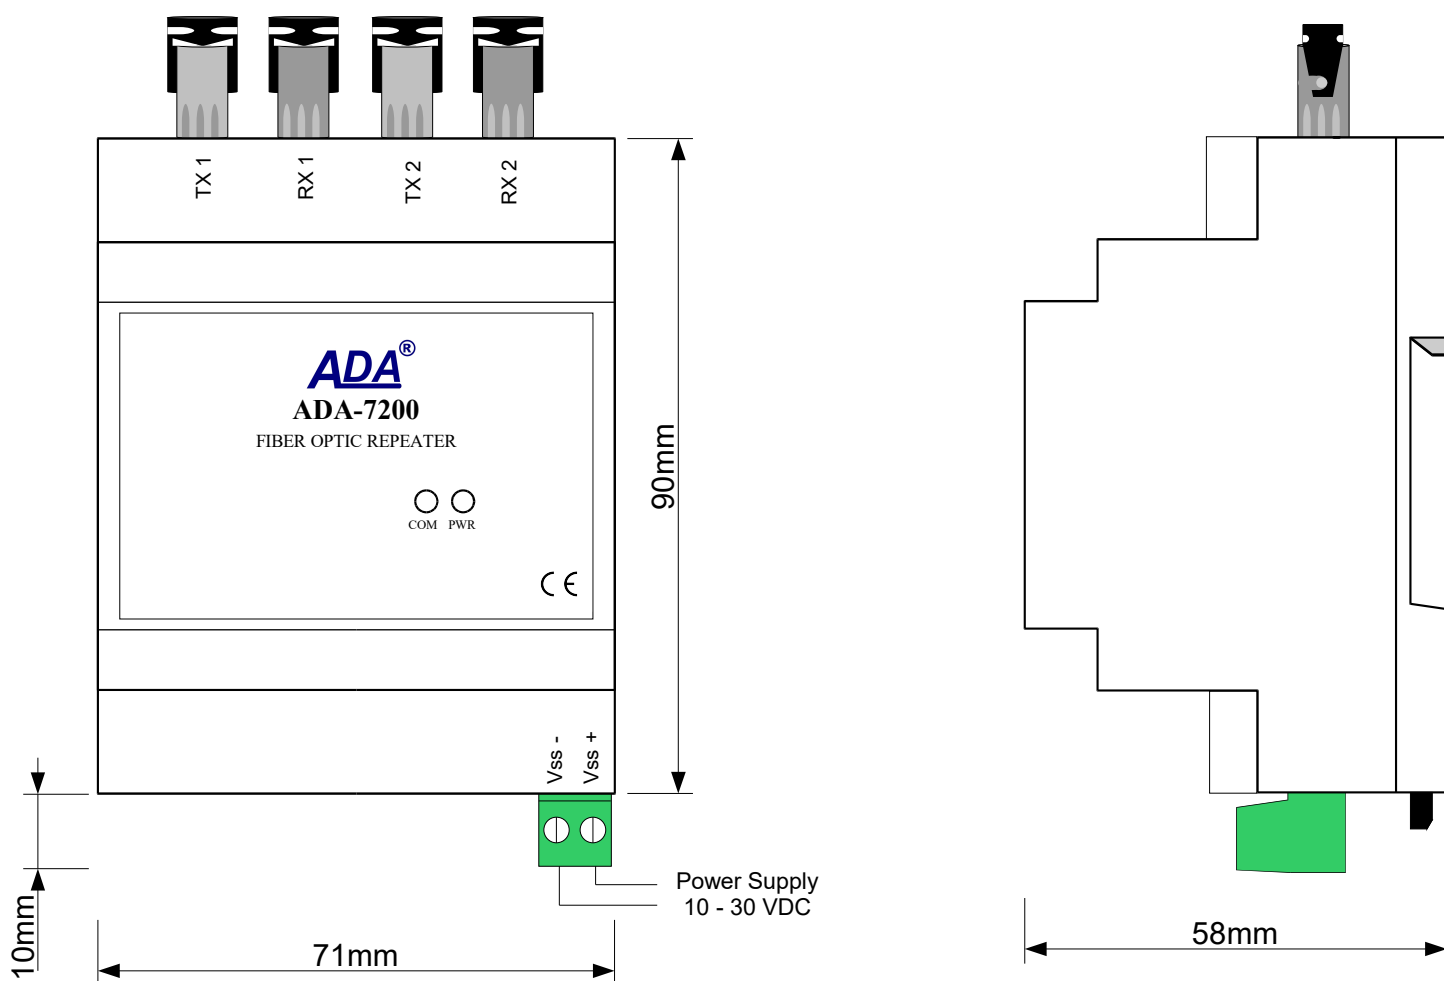 TX 1
RX 1
TX 2
RX 2
ADA®
ADA-7200
FIBER OPTIC REPEATER
90mm
COM PWR
CE
Vss -
Vss +
Power Supply
10 - 30 VDC
10mm
71mm
58mm